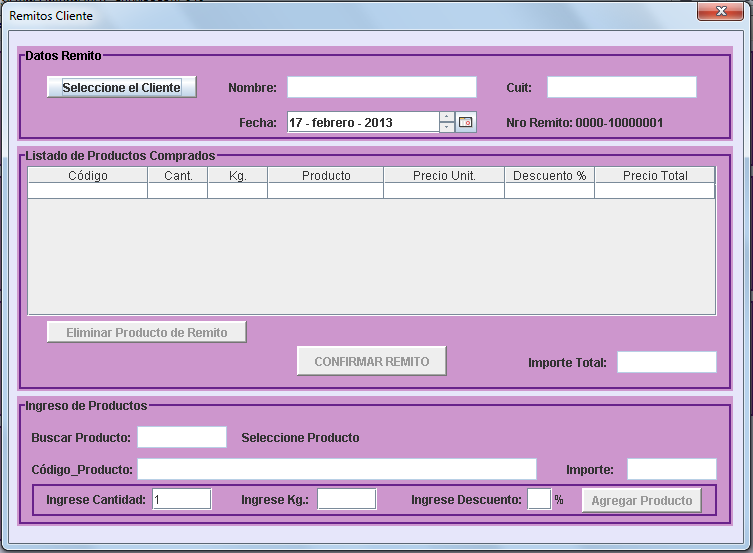 Remitos Cliente
Datos Remito
Seleccione el Cliente Nombre: Cuit:
Fecha: 17 - febrero - 2013 Nro Remito: 0000-10000001
Listado de Productos Comprados
Código Cant. Kg. Producto Precio Unit. Descuento % Precio Total
Eliminar Producto de Remito
CONFIRMAR REMITO Importe Total:
Ingreso de Productos
Buscar Producto: Seleccione Producto
Código_Producto: Importe:
Ingrese Cantidad: 1 Ingrese Kg.: Ingrese Descuento: % Agregar Producto